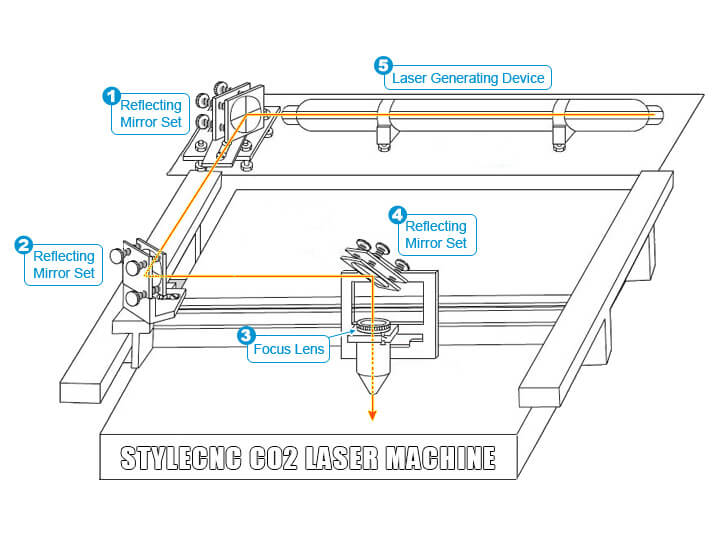 5
Laser Generating Device
1
Reflecting
Mirror Set
4
Reflecting
Mirror Set
2
Reflecting
Mirror Set
3
Focus Lens
STYLECNC CO2 LASER MACHINE